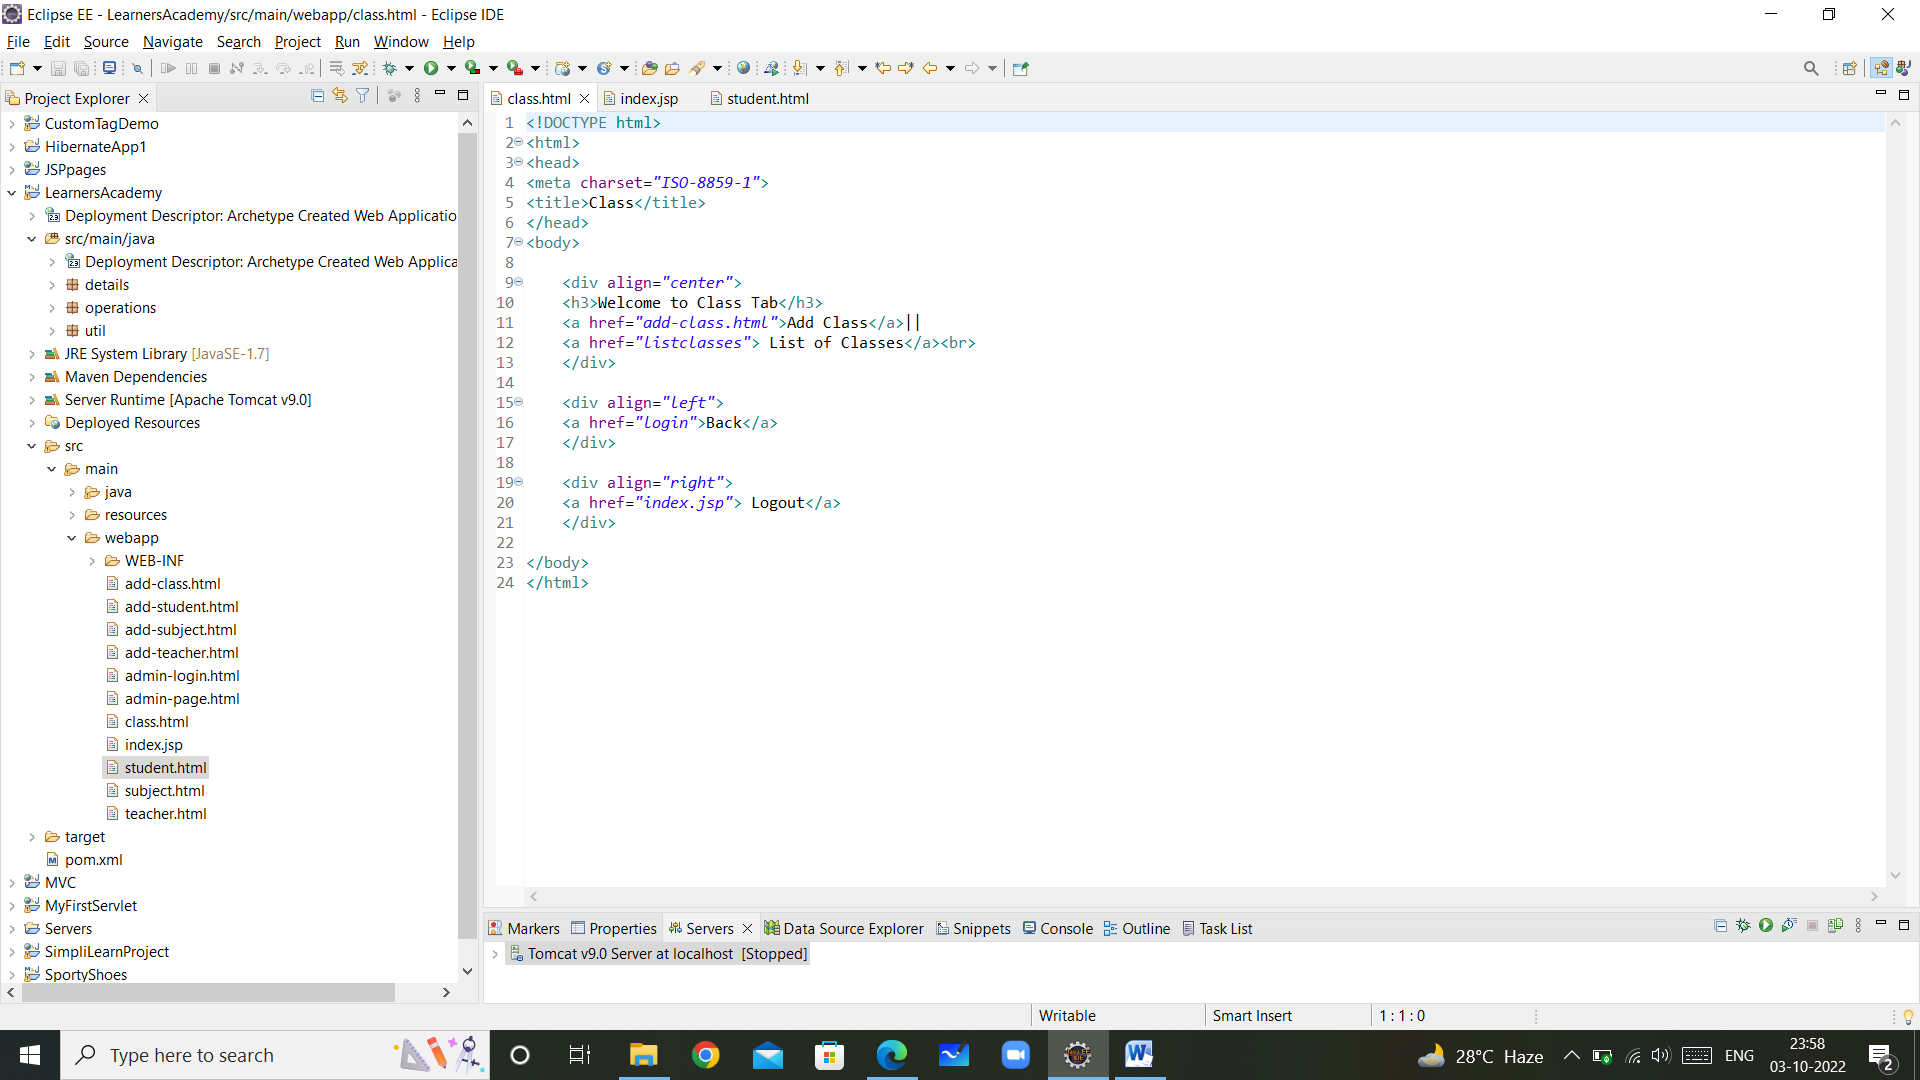 Eclipse EE - LearnersAcademy/src/main/webapp/class.html - Eclipse IDE
File Edit Source Navigate Search Project Run Window Help
Project Explorer
CustomTagDemo
HibernateApp1
JSPpages
LearnersAcademy
Deployment Descriptor: Archetype Created Web Applicatio
src/main/java
Deployment Descriptor: Archetype Created Web Applica
details
operations
util
JRE System Library [JavaSE-1.7]
Maven Dependencies
Server Runtime [Apache Tomcat v9.0]
Deployed Resources
src
main
java
resources
webapp
WEB-INF
add-class.html
add-student.html
add-subject.html
add-teacher.html
admin-login.html
admin-page.html
class.html
index.jsp
student.html
subject.html
teacher.html
target
pom.xml
MVC
MyFirstServlet
Servers
SimpliLearnProject
SportyShoes
class.html index.jsp student.html
1 <!DOCTYPE html>
2 <html>
3 <head>
4 <meta charset="ISO-8859-1">
5 <title>Class</title>
6 </head>
7 <body>
8
9 <div align="center">
10 <h3>Welcome to Class Tab</h3>
11 <a href="add-class.html">Add Class</a>||
12 <a href="listclasses"> List of Classes</a><br>
13 </div>
14
15 <div align="left">
16 <a href="login">Back</a>
17 </div>
18
19 <div align="right">
20 <a href="index.jsp"> Logout</a>
21 </div>
22
23 </body>
24 </html>
Markers Properties Servers Data Source Explorer Snippets Console Outline Task List
Tomcat v9.0 Server at localhost [Stopped]
Writable Smart Insert 1 : 1 : 0
Type here to search
28°C Haze ENG 23:58
03-10-2022
2